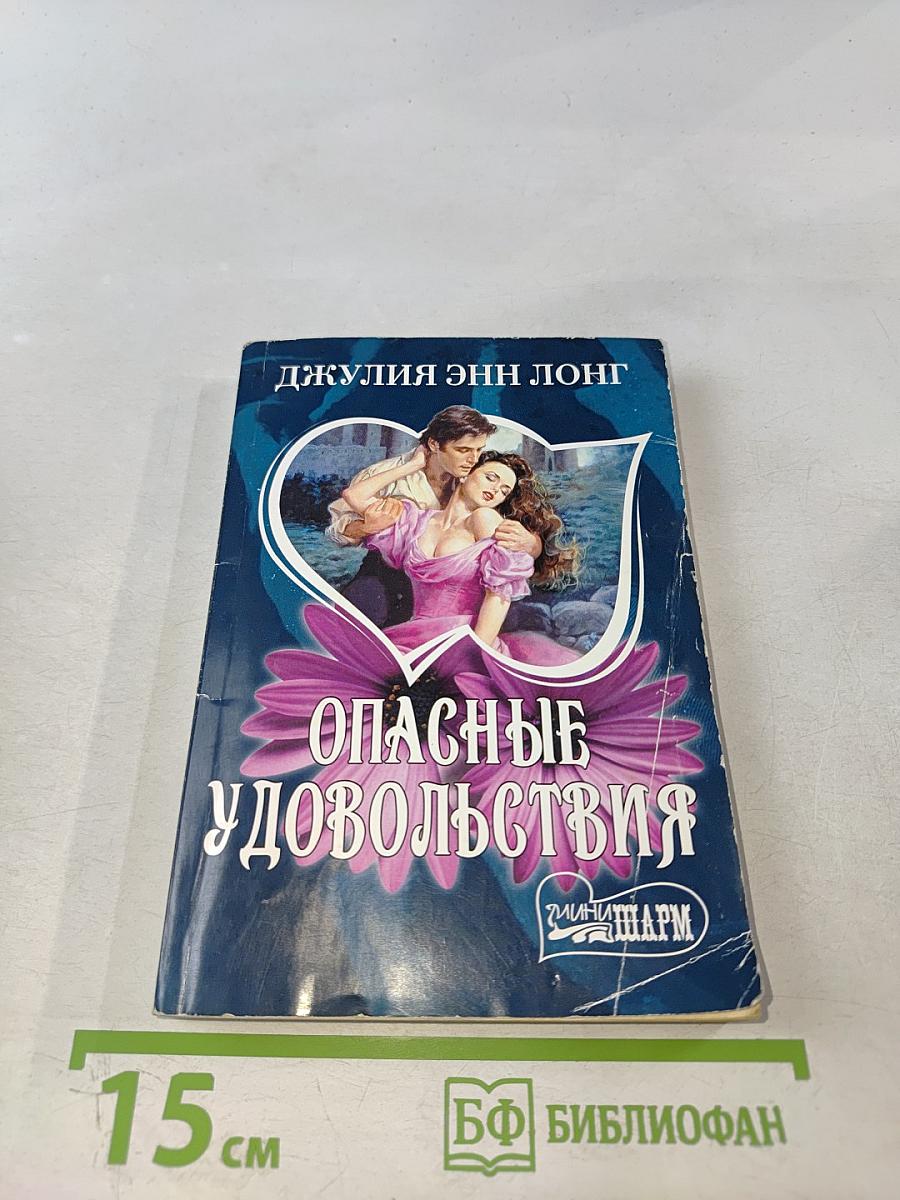 ДЖУЛИЯ ЭНН ЛОНГ
ОПАСНЫЕ
УДОВОЛЬСТВИЯ
МИНИ ШАРМ
15 см
БФ БИБЛИОФАН